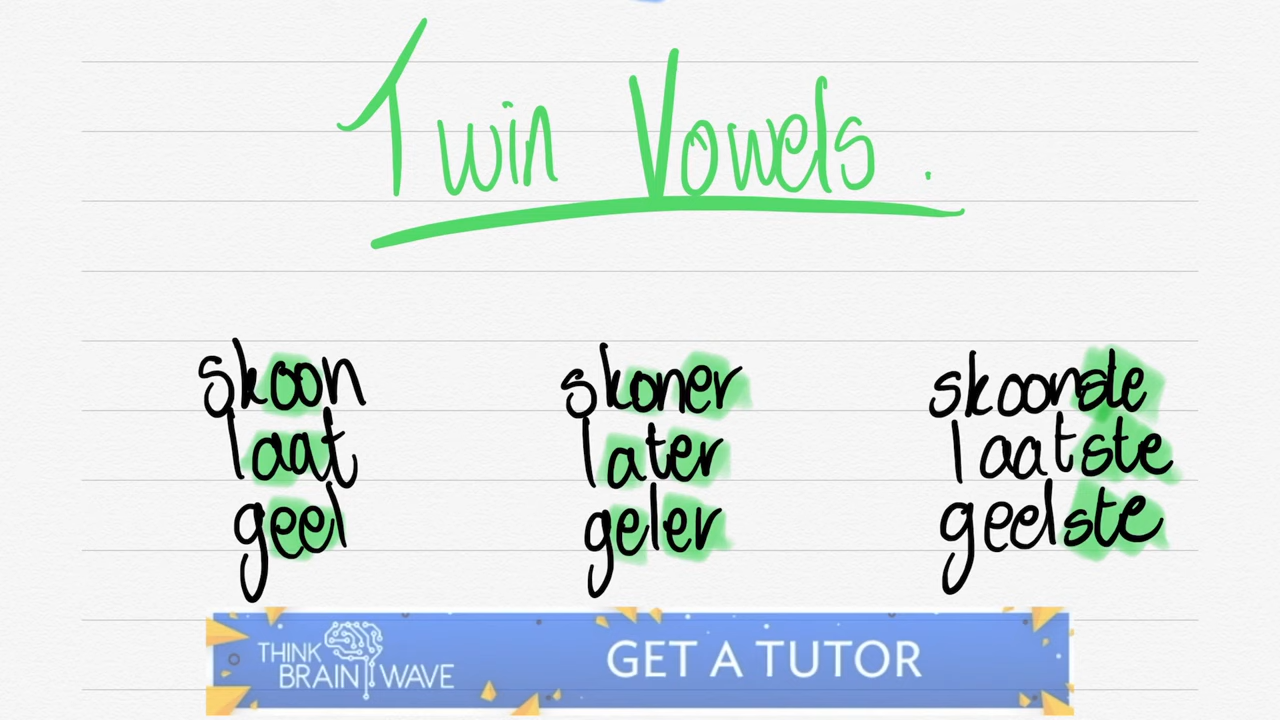 Twin Vowels.
skoon skoner skoonste
laat later laatste
geel geler geelste
THINK BRAIN WAVE GET A TUTOR